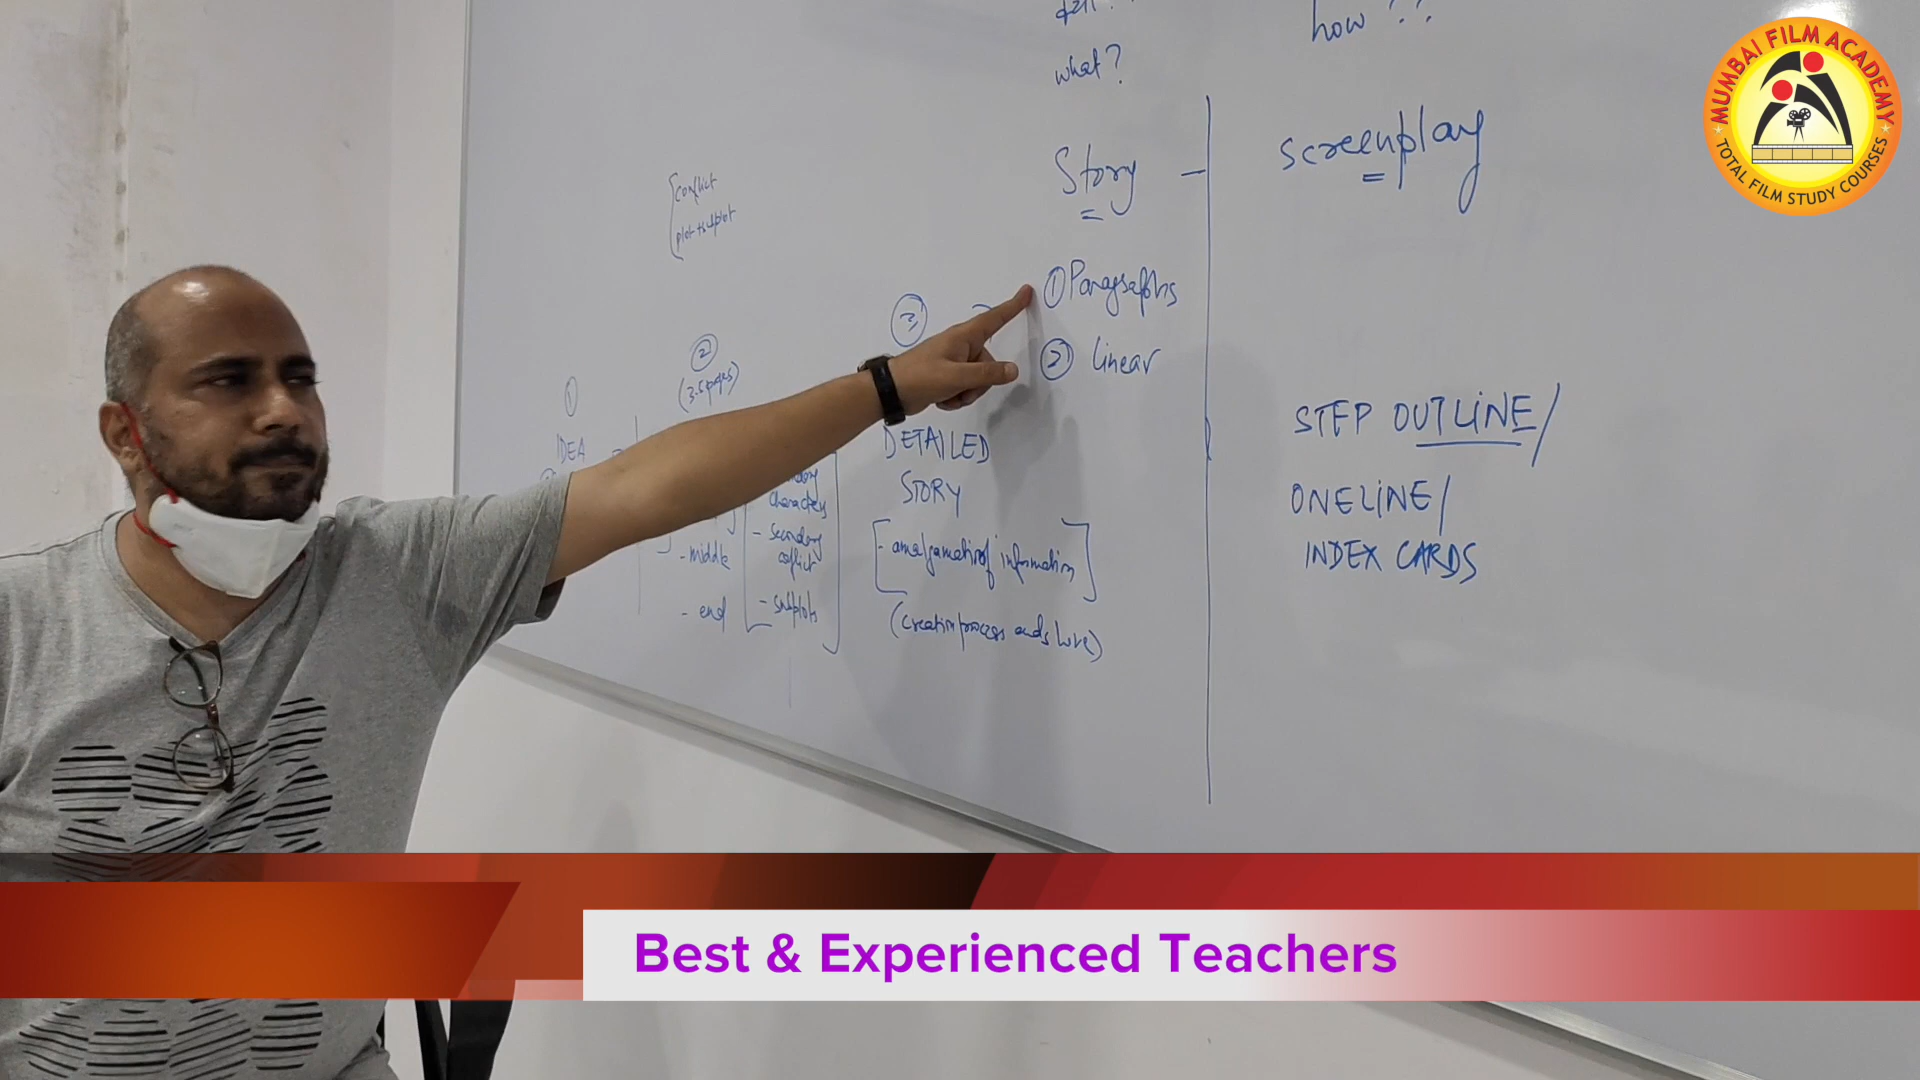 how ??
what?
Story - screenplay
{conflict
plot + subplot
① Paragraphs
② linear
③
②
(3-5 pages)
①
IDEA
DETAILED
STORY
characters
- secondary
conflict
- subplots
- middle
- end
[- amalgamation of information]
(creation process ends here)
STEP OUTLINE/
ONELINE/
INDEX CARDS
MUMBAI FILM ACADEMY
TOTAL FILM STUDY COURSES
Best & Experienced Teachers